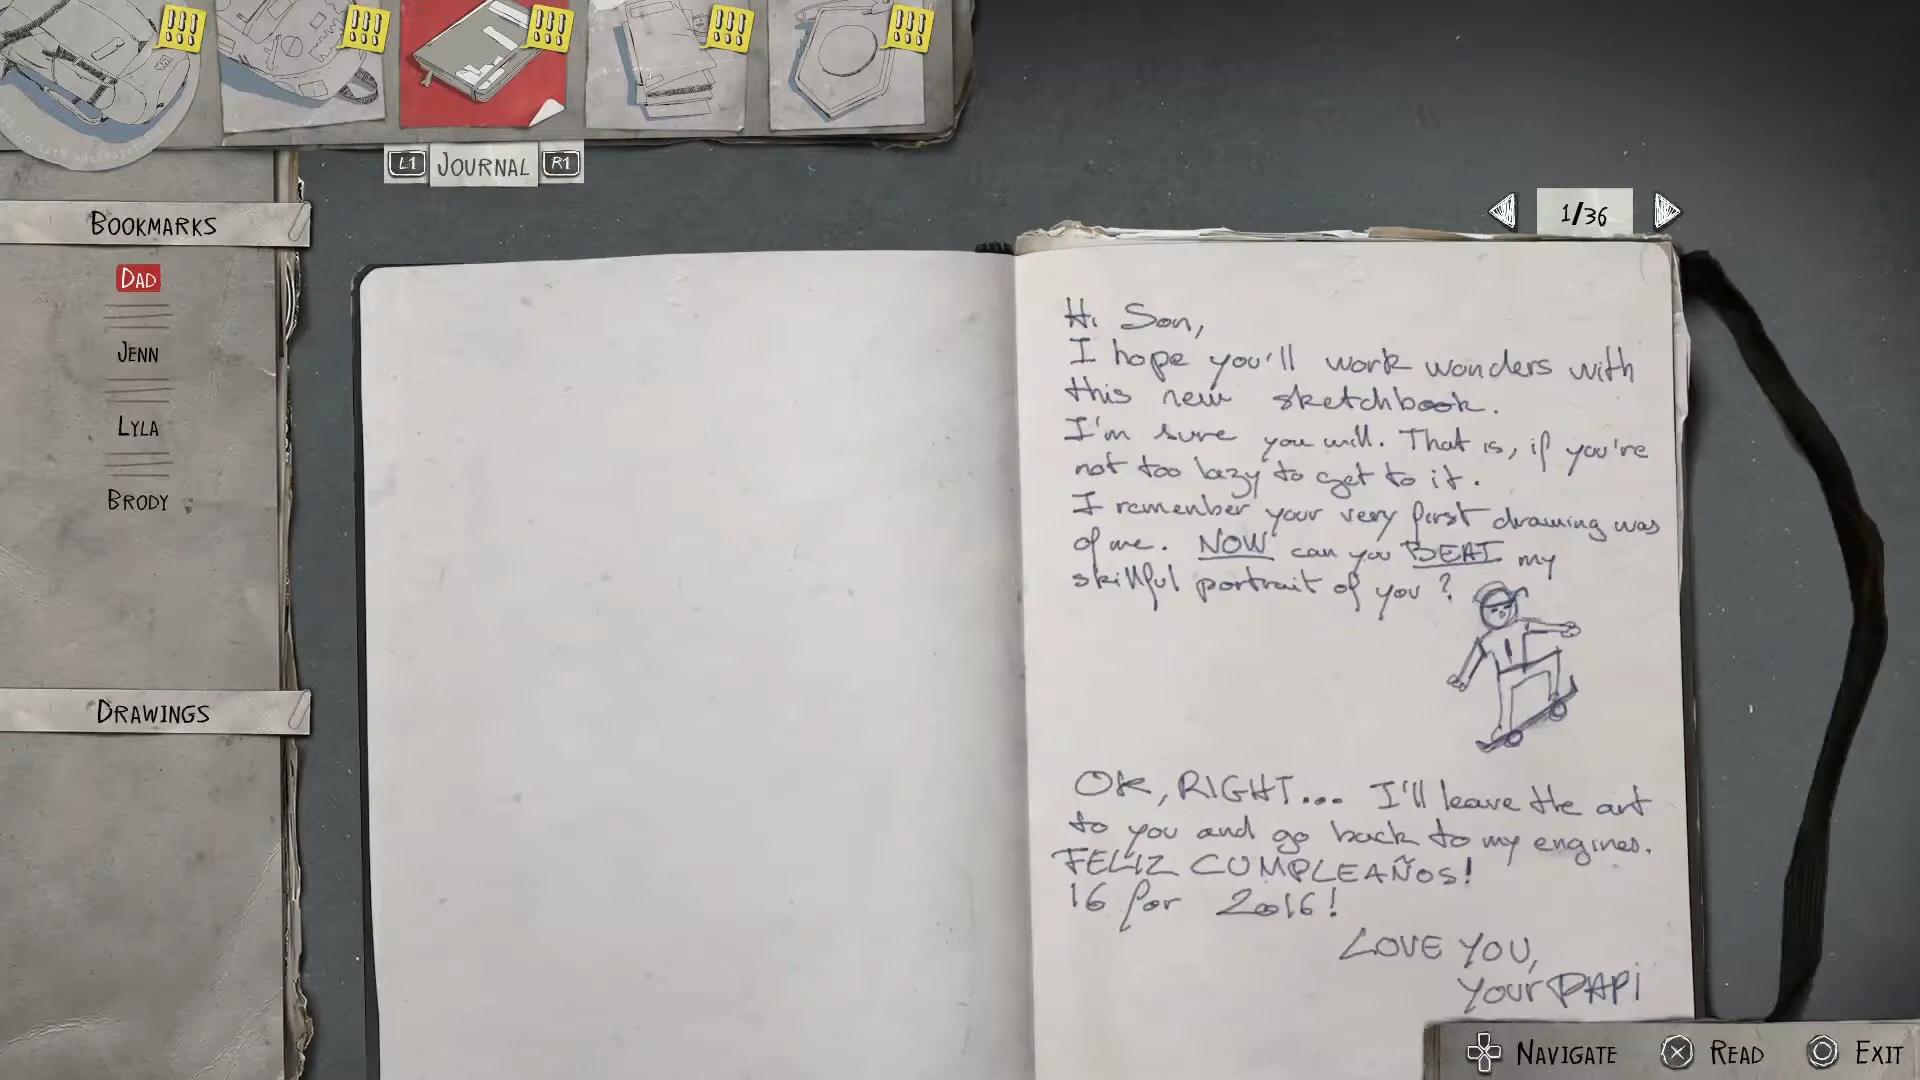 L1 JOURNAL R1
BOOKMARKS
DAD
JENN
LYLA
BRODY
DRAWINGS
1/36
Hi Son,
I hope you'll work wonders with
this new sketchbook.
I'm sure you will. That is, if you're
not too lazy to get to it.
I remenber your very first drawing was
of me. NOW can you BEAT my
skillful portrait of you?
OK, RIGHT... I'll leave the art
to you and go back to my engines.
FELIZ CUMPLEAÑOS!
16 for 2016!
LOVE YOU,
Your PAPI
NAVIGATE READ EXIT